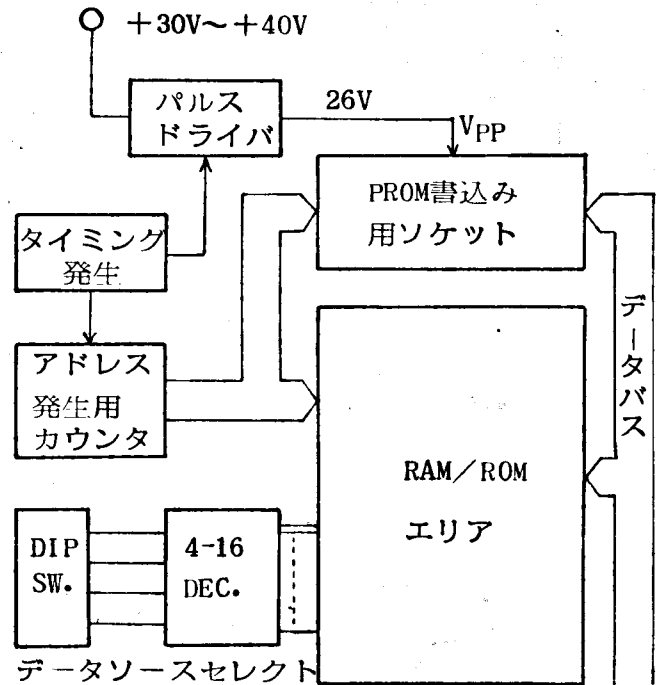 +30V~+40V
パルス
ドライバ
26V
VPP
PROM書込み
用ソケット
タイミング
発生
アドレス
発生用
カウンタ
データバス
RAM/ROM
エリア
DIP
SW.
4-16
DEC.
データソースセレクト